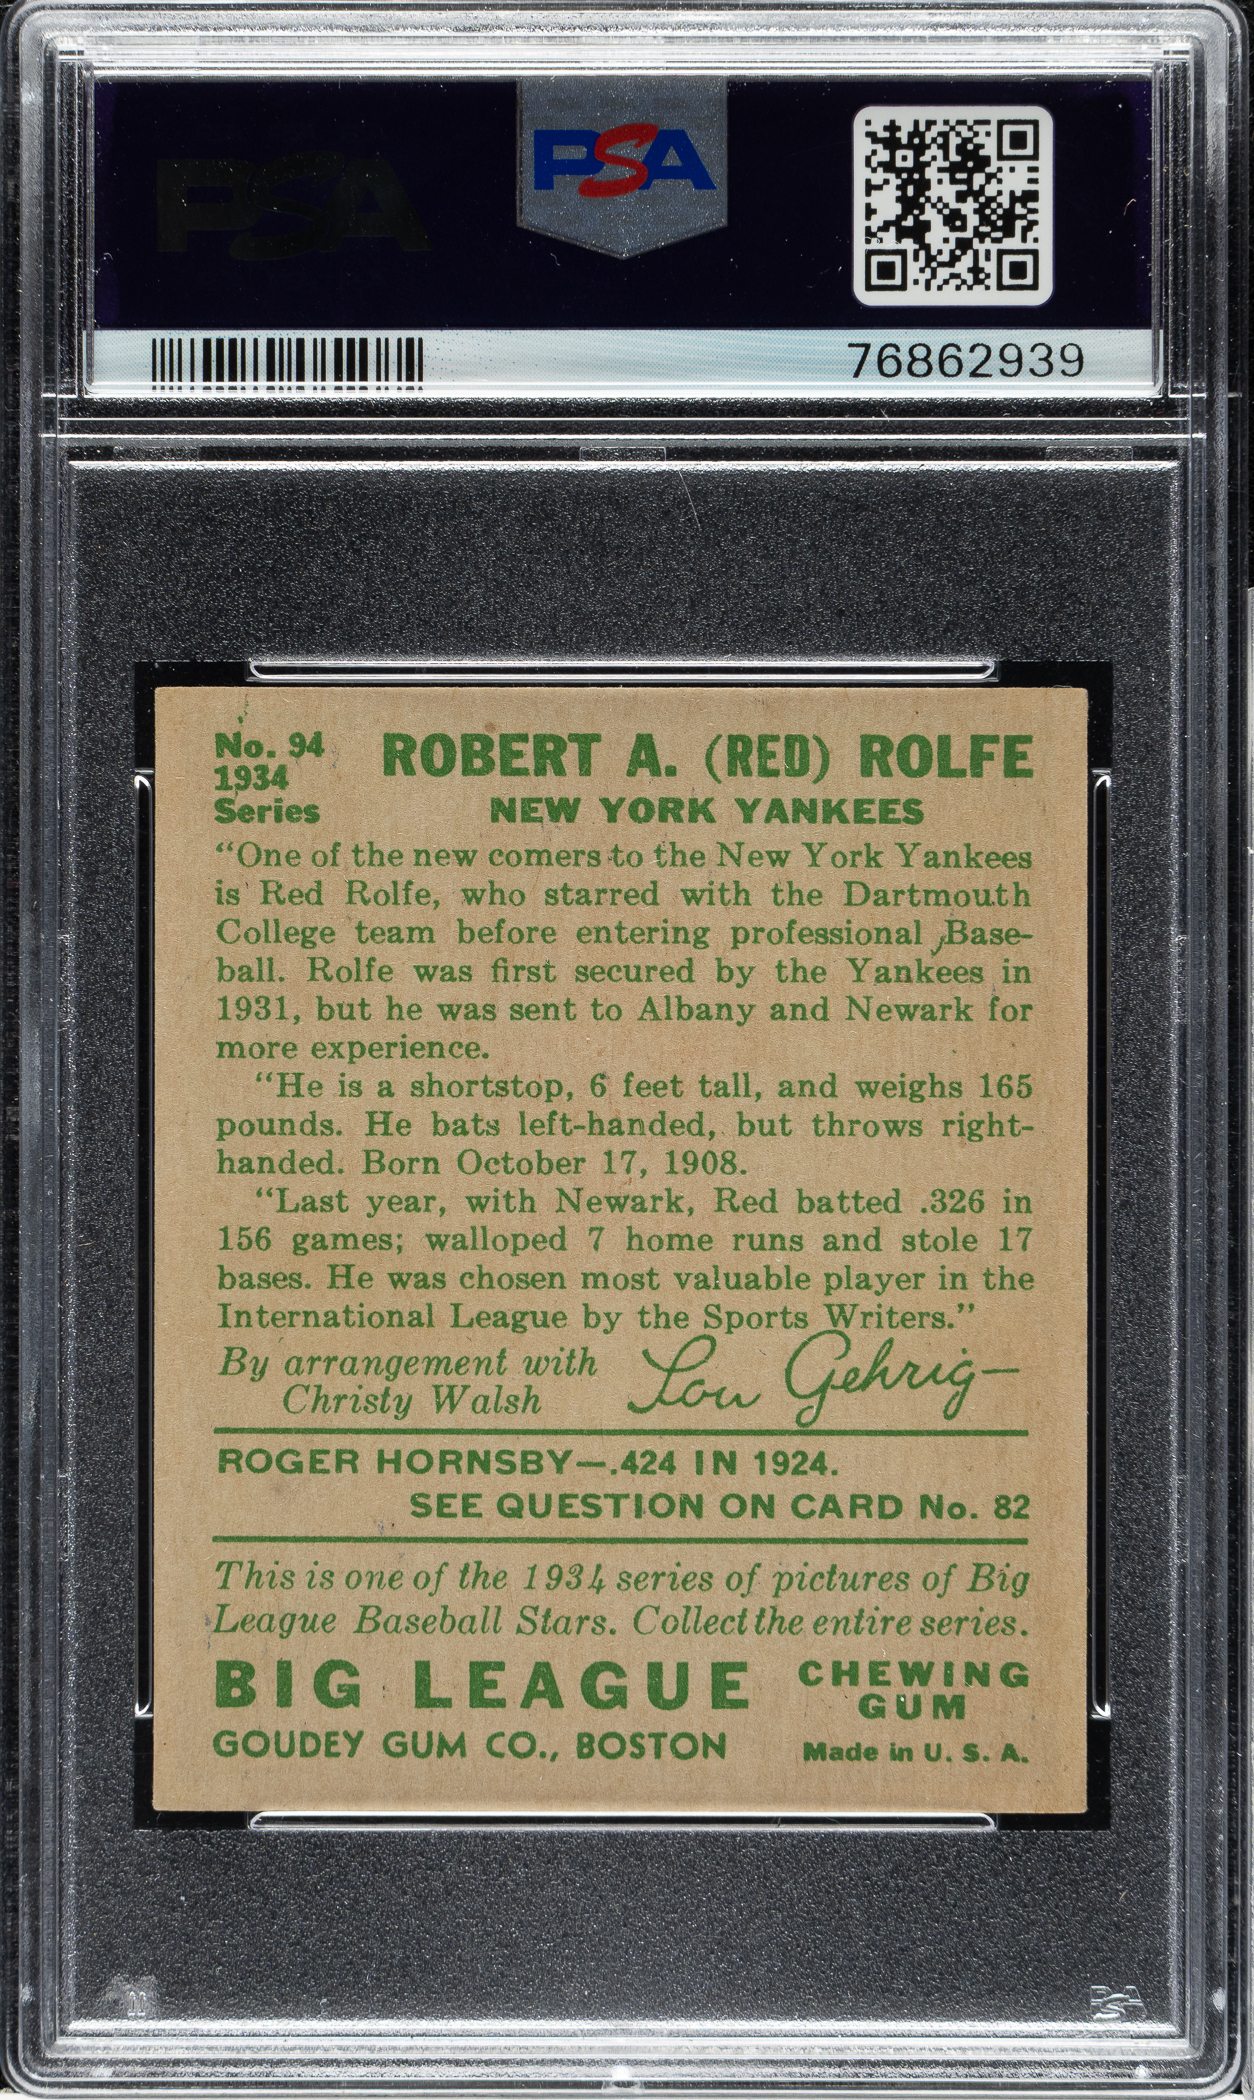 PSA
PSA
76862939
No. 94
1934
Series
ROBERT A. (RED) ROLFE
NEW YORK YANKEES
“One of the new comers to the New York Yankees
is Red Rolfe, who starred with the Dartmouth
College team before entering professional Base-
ball. Rolfe was first secured by the Yankees in
1931, but he was sent to Albany and Newark for
more experience.
“He is a shortstop, 6 feet tall, and weighs 165
pounds. He bats left-handed, but throws right-
handed. Born October 17, 1908.
“Last year, with Newark, Red batted .326 in
156 games; walloped 7 home runs and stole 17
bases. He was chosen most valuable player in the
International League by the Sports Writers.”
By arrangement with
Christy Walsh
Lou Gehrig
ROGER HORNSBY—.424 IN 1924.
SEE QUESTION ON CARD No. 82
This is one of the 1934 series of pictures of Big
League Baseball Stars. Collect the entire series.
BIG LEAGUE
CHEWING
GUM
GOUDEY GUM CO., BOSTON
Made in U. S. A.
PSA